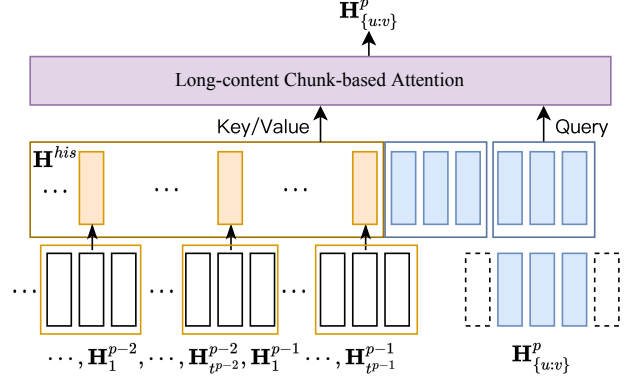 H^p_{u:v}
Long-content Chunk-based Attention
Key/Value
Query
H^{his}
... ... ...
... ... ...
..., H^{p-2}_1, ..., H^{p-2}_{t^{p-2}}, H^{p-1}_1 ..., H^{p-1}_{t^{p-1}}
H^p_{u:v}